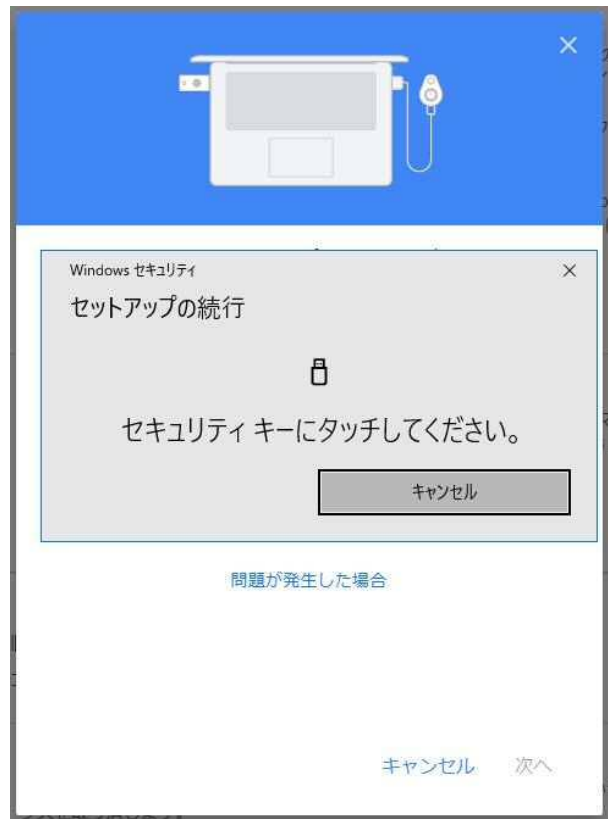 Windows セキュリティ
セットアップの続行
セキュリティ キーにタッチしてください。
キャンセル
問題が発生した場合
キャンセル 次へ